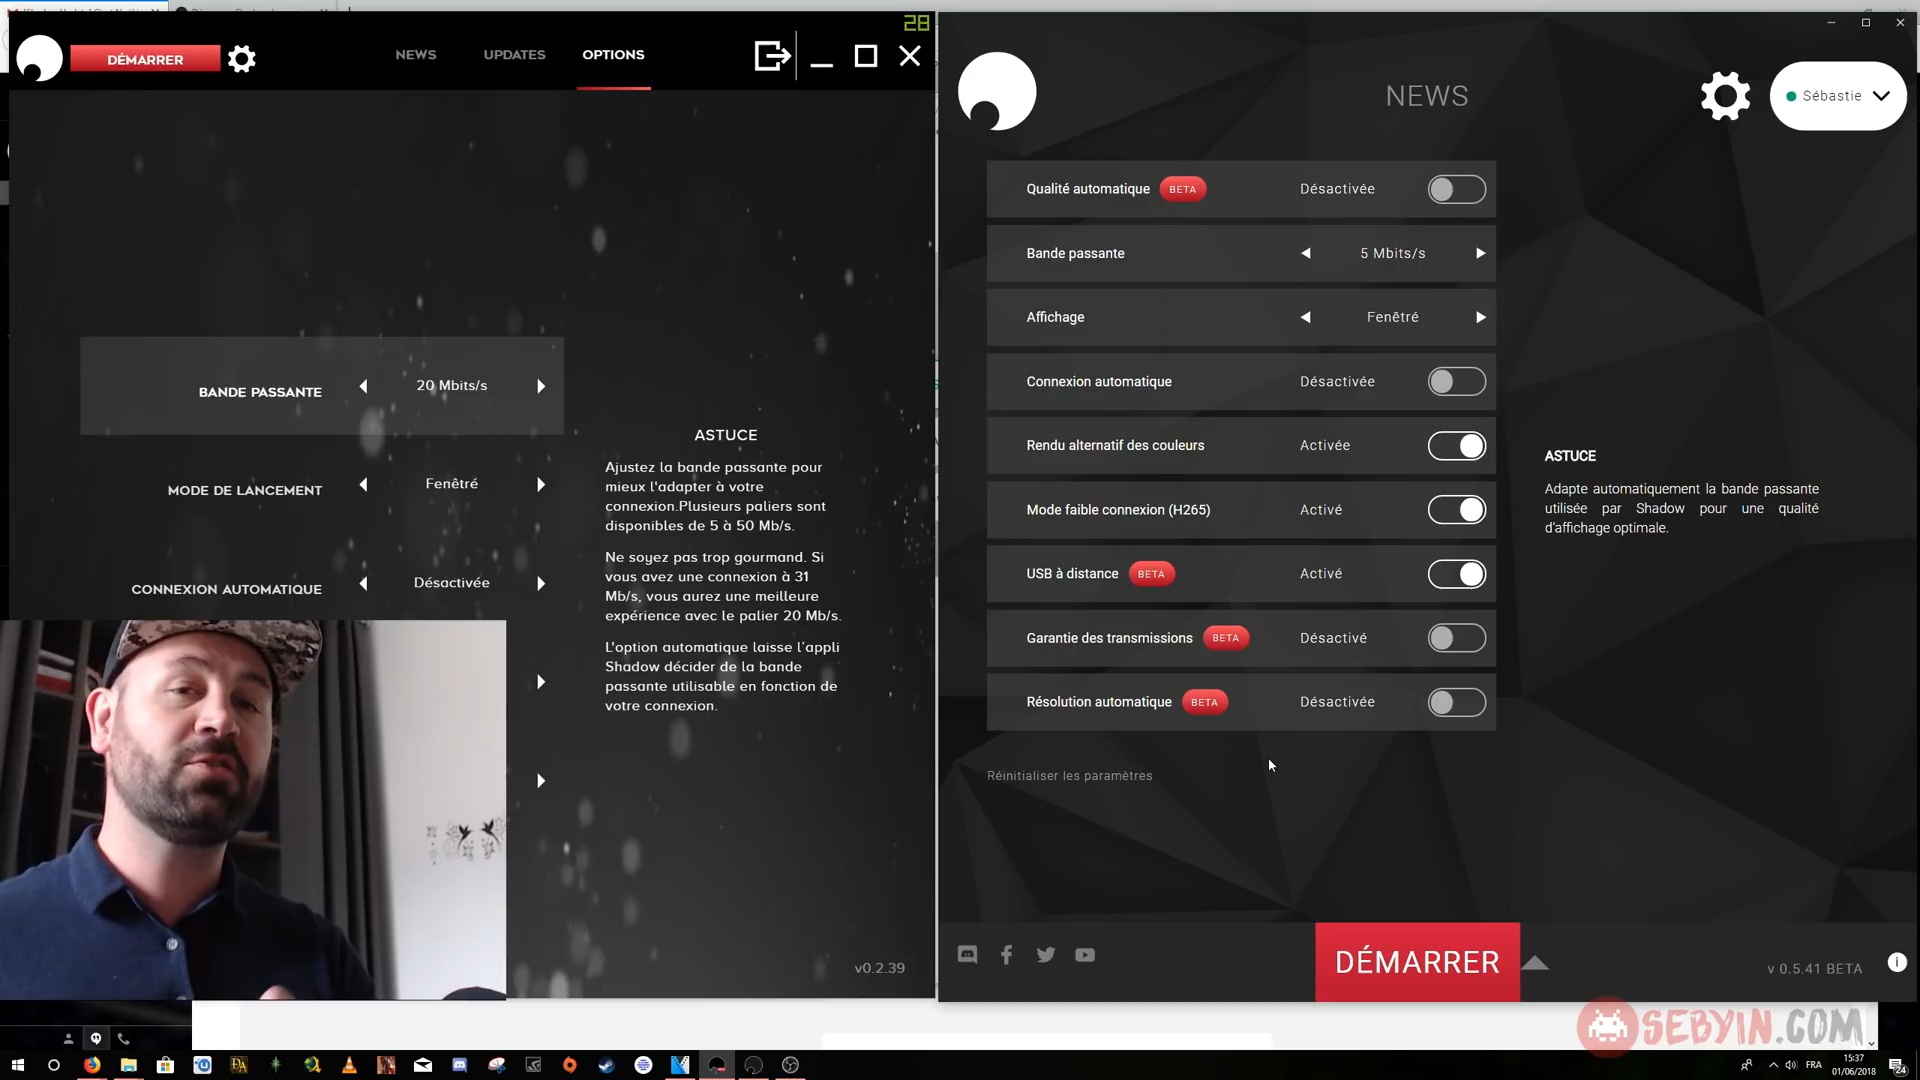 28
DÉMARRER
NEWS
UPDATES
OPTIONS
BANDE PASSANTE
20 Mbits/s
MODE DE LANCEMENT
Fenêtré
CONNEXION AUTOMATIQUE
Désactivée
ASTUCE
Ajustez la bande passante pour
mieux l'adapter à votre
connexion.Plusieurs paliers sont
disponibles de 5 à 50 Mb/s.
Ne soyez pas trop gourmand. Si
vous avez une connexion à 31
Mb/s, vous aurez une meilleure
expérience avec le palier 20 Mb/s.
L'option automatique laisse l'appli
Shadow décider de la bande
passante utilisable en fonction de
votre connexion.
v0.2.39
NEWS
Sébastie
Qualité automatique BETA Désactivée
Bande passante 5 Mbits/s
Affichage Fenêtré
Connexion automatique Désactivée
Rendu alternatif des couleurs Activée
Mode faible connexion (H265) Activé
USB à distance BETA Activé
Garantie des transmissions BETA Désactivé
Résolution automatique BETA Désactivée
Réinitialiser les paramètres
ASTUCE
Adapte automatiquement la bande passante
utilisée par Shadow pour une qualité
d'affichage optimale.
DÉMARRER
v 0.5.41 BETA
SEBYIN.COM
FRA
15:37
01/06/2018
24